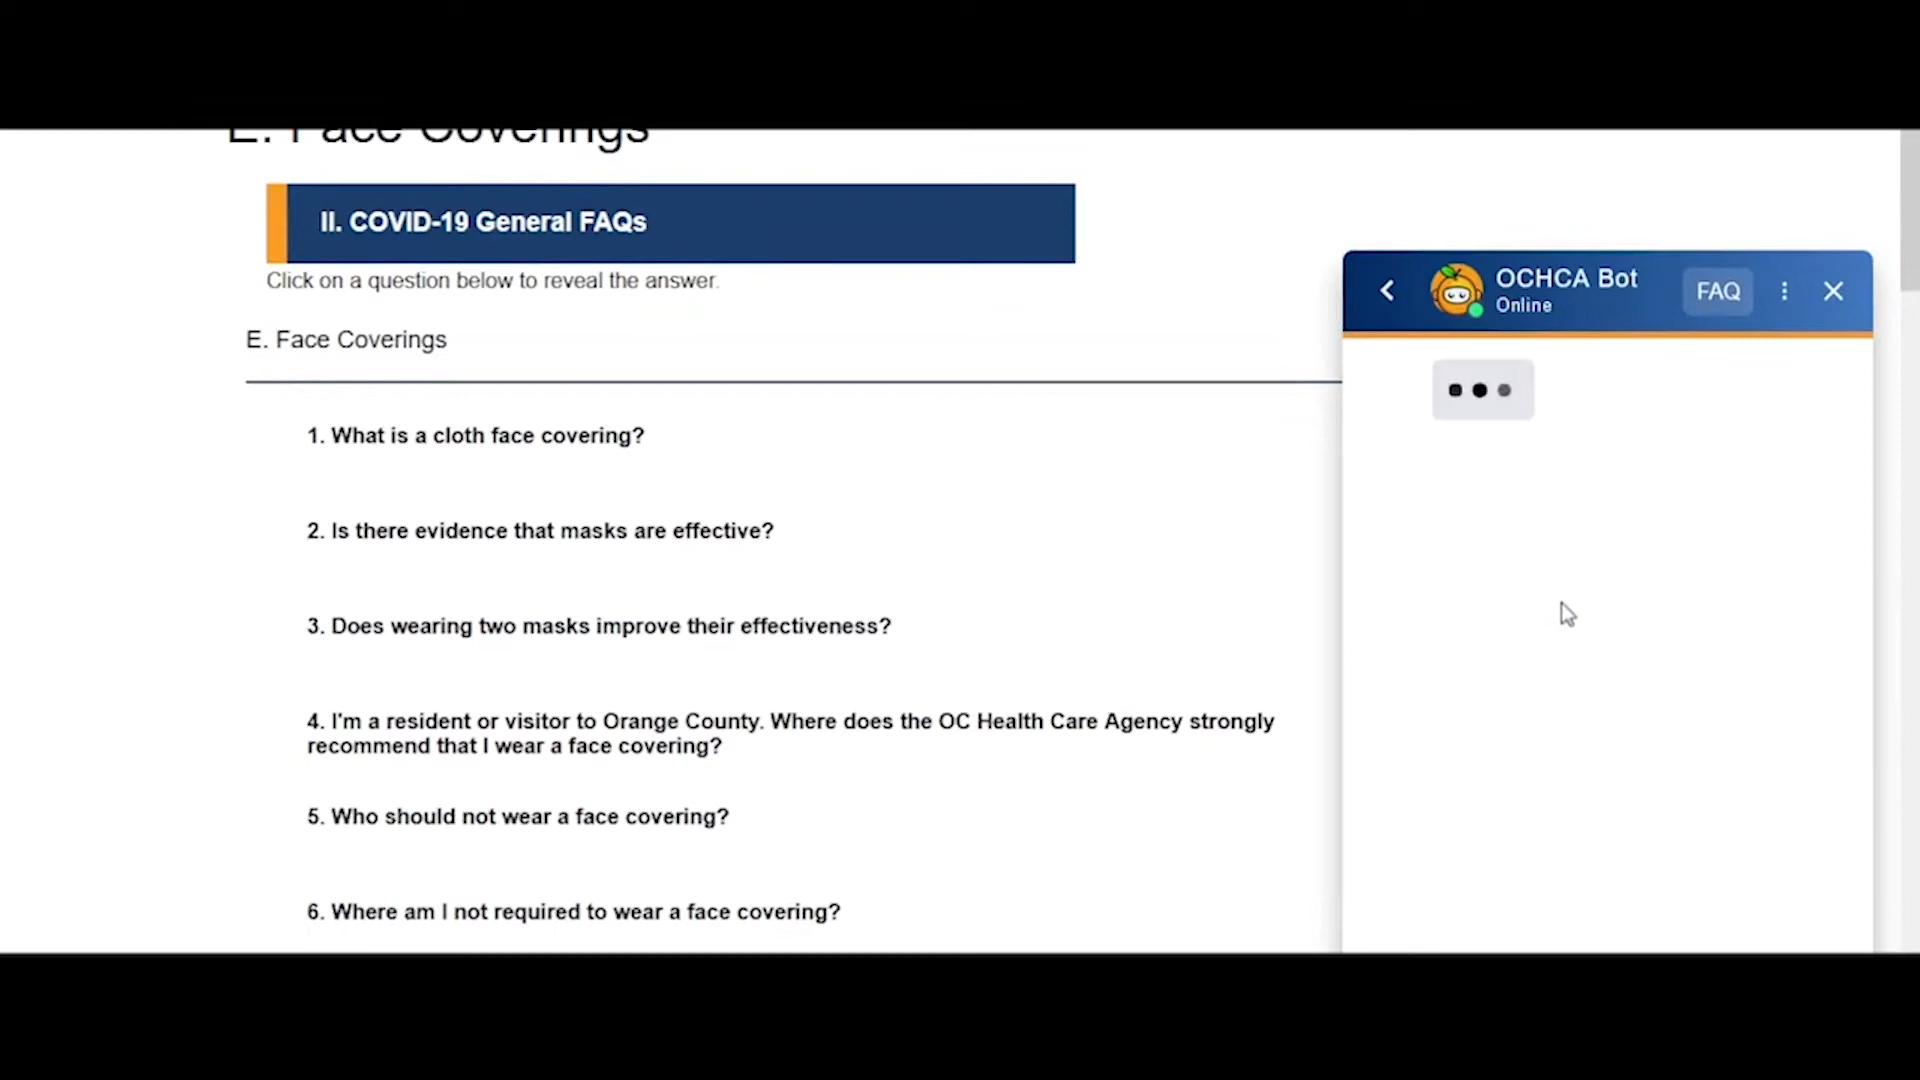 E. Face Coverings
II. COVID-19 General FAQs
Click on a question below to reveal the answer.
E. Face Coverings
1. What is a cloth face covering?
2. Is there evidence that masks are effective?
3. Does wearing two masks improve their effectiveness?
4. I'm a resident or visitor to Orange County. Where does the OC Health Care Agency strongly
recommend that I wear a face covering?
5. Who should not wear a face covering?
6. Where am I not required to wear a face covering?
OCHCA Bot
Online
FAQ